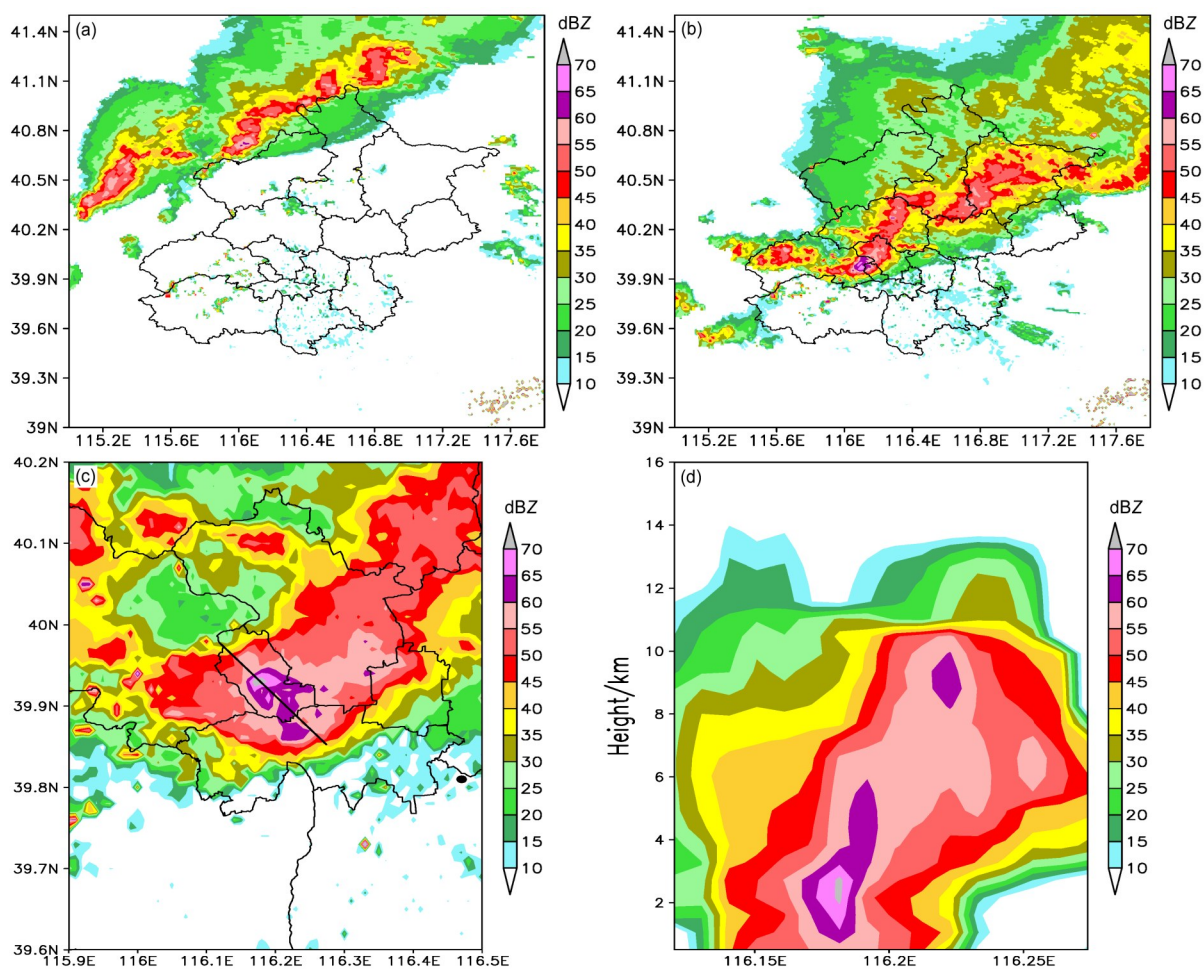 (a)
dBZ
41.4N
41.1N
40.8N
40.5N
40.2N
39.9N
39.6N
39.3N
39N
115.2E 115.6E 116E 116.4E 116.8E 117.2E 117.6E
70
65
60
55
50
45
40
35
30
25
20
15
10
(b)
dBZ
41.4N
41.1N
40.8N
40.5N
40.2N
39.9N
39.6N
39.3N
39N
115.2E 115.6E 116E 116.4E 116.8E 117.2E 117.6E
70
65
60
55
50
45
40
35
30
25
20
15
10
(c)
dBZ
40.2N
40.1N
40N
39.9N
39.8N
39.7N
39.6N
115.9E 116E 116.1E 116.2E 116.3E 116.4E 116.5E
70
65
60
55
50
45
40
35
30
25
20
15
10
(d)
dBZ
Height/km
16
14
12
10
8
6
4
2
116.15E 116.2E 116.25E
70
65
60
55
50
45
40
35
30
25
20
15
10